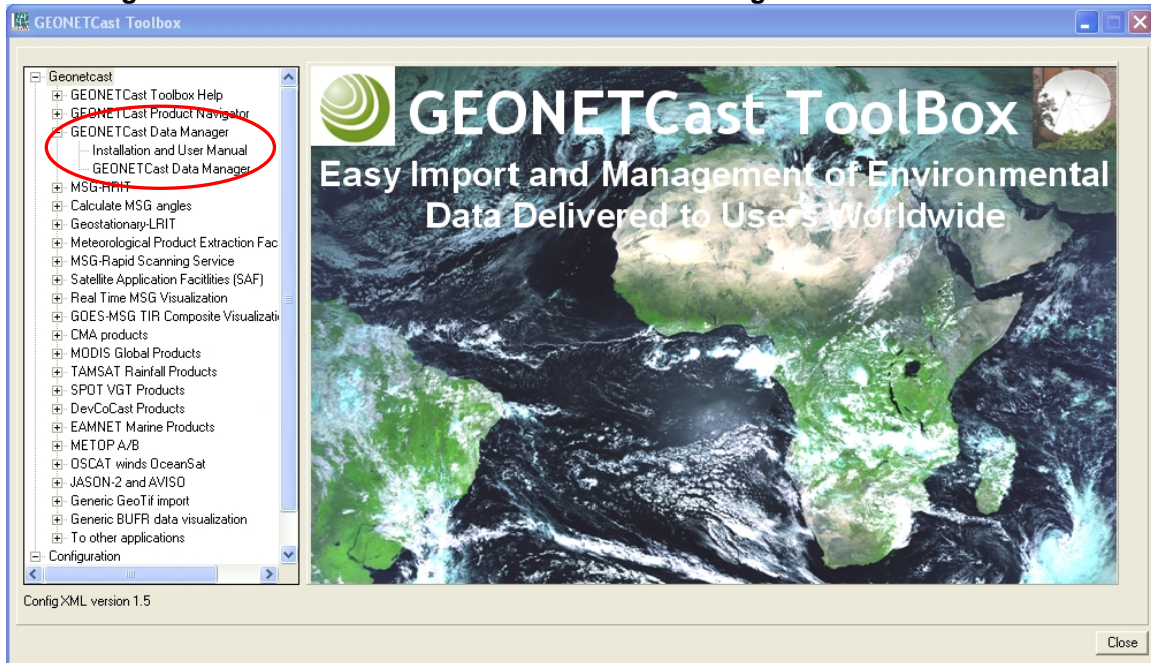 GEONETCast Toolbox
Geonetcast
GEONETCast Toolbox Help
GEONETCast Product Navigator
GEONETCast Data Manager
Installation and User Manual
GEONETCast Data Manager
MSG-HRIT
Calculate MSG angles
Geostationary-LRIT
Meteorological Product Extraction Fac
MSG-Rapid Scanning Service
Satellite Application Facitlities (SAF)
Real Time MSG Visualization
GOES-MSG TIR Composite Visualizati
CMA products
MODIS Global Products
TAMSAT Rainfall Products
SPOT VGT Products
DevCoCast Products
EAMNET Marine Products
METOP A/B
OSCAT winds OceanSat
JASON-2 and AVISO
Generic GeoTif import
Generic BUFR data visualization
To other applications
Configuration
Config XML version 1.5
GEONETCast ToolBox
Easy Import and Management of Environmental
Data Delivered to Users Worldwide
Close